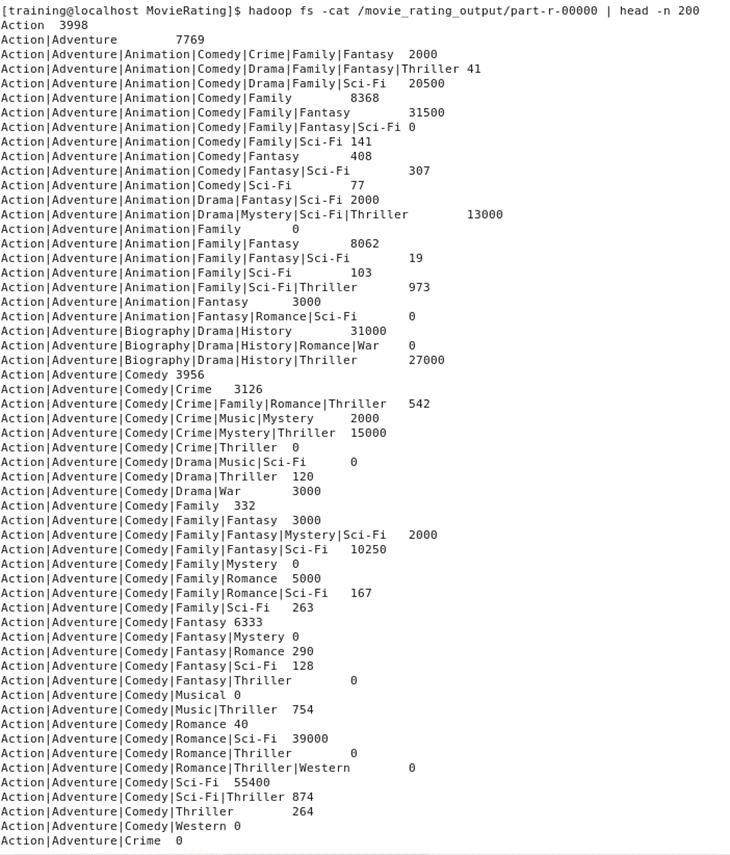 [training@localhost MovieRating]$ hadoop fs -cat /movie_rating_output/part-r-00000 | head -n 200
Action 3998
Action|Adventure 7769
Action|Adventure|Animation|Comedy|Crime|Family|Fantasy 2000
Action|Adventure|Animation|Comedy|Drama|Family|Fantasy|Thriller 41
Action|Adventure|Animation|Comedy|Drama|Family|Sci-Fi 20500
Action|Adventure|Animation|Comedy|Family 8368
Action|Adventure|Animation|Comedy|Family|Fantasy 31500
Action|Adventure|Animation|Comedy|Family|Fantasy|Sci-Fi 0
Action|Adventure|Animation|Comedy|Family|Sci-Fi 141
Action|Adventure|Animation|Comedy|Fantasy 408
Action|Adventure|Animation|Comedy|Fantasy|Sci-Fi 307
Action|Adventure|Animation|Comedy|Sci-Fi 77
Action|Adventure|Animation|Drama|Fantasy|Sci-Fi 2000
Action|Adventure|Animation|Drama|Mystery|Sci-Fi|Thriller 13000
Action|Adventure|Animation|Family 0
Action|Adventure|Animation|Family|Fantasy 8062
Action|Adventure|Animation|Family|Fantasy|Sci-Fi 19
Action|Adventure|Animation|Family|Sci-Fi 103
Action|Adventure|Animation|Family|Sci-Fi|Thriller 973
Action|Adventure|Animation|Fantasy 3000
Action|Adventure|Animation|Fantasy|Romance|Sci-Fi 0
Action|Adventure|Biography|Drama|History 31000
Action|Adventure|Biography|Drama|History|Romance|War 0
Action|Adventure|Biography|Drama|History|Thriller 27000
Action|Adventure|Comedy 3956
Action|Adventure|Comedy|Crime 3126
Action|Adventure|Comedy|Crime|Family|Romance|Thriller 542
Action|Adventure|Comedy|Crime|Music|Mystery 2000
Action|Adventure|Comedy|Crime|Mystery|Thriller 15000
Action|Adventure|Comedy|Crime|Thriller 0
Action|Adventure|Comedy|Drama|Music|Sci-Fi 0
Action|Adventure|Comedy|Drama|Thriller 120
Action|Adventure|Comedy|Drama|War 3000
Action|Adventure|Comedy|Family 332
Action|Adventure|Comedy|Family|Fantasy 3000
Action|Adventure|Comedy|Family|Fantasy|Mystery|Sci-Fi 2000
Action|Adventure|Comedy|Family|Fantasy|Sci-Fi 10250
Action|Adventure|Comedy|Family|Mystery 0
Action|Adventure|Comedy|Family|Romance 5000
Action|Adventure|Comedy|Family|Romance|Sci-Fi 167
Action|Adventure|Comedy|Family|Sci-Fi 263
Action|Adventure|Comedy|Fantasy 6333
Action|Adventure|Comedy|Fantasy|Mystery 0
Action|Adventure|Comedy|Fantasy|Romance 290
Action|Adventure|Comedy|Fantasy|Sci-Fi 128
Action|Adventure|Comedy|Fantasy|Thriller 0
Action|Adventure|Comedy|Musical 0
Action|Adventure|Comedy|Music|Thriller 754
Action|Adventure|Comedy|Romance 40
Action|Adventure|Comedy|Romance|Sci-Fi 39000
Action|Adventure|Comedy|Romance|Thriller 0
Action|Adventure|Comedy|Romance|Thriller|Western 0
Action|Adventure|Comedy|Sci-Fi 55400
Action|Adventure|Comedy|Sci-Fi|Thriller 874
Action|Adventure|Comedy|Thriller 264
Action|Adventure|Comedy|Western 0
Action|Adventure|Crime 0